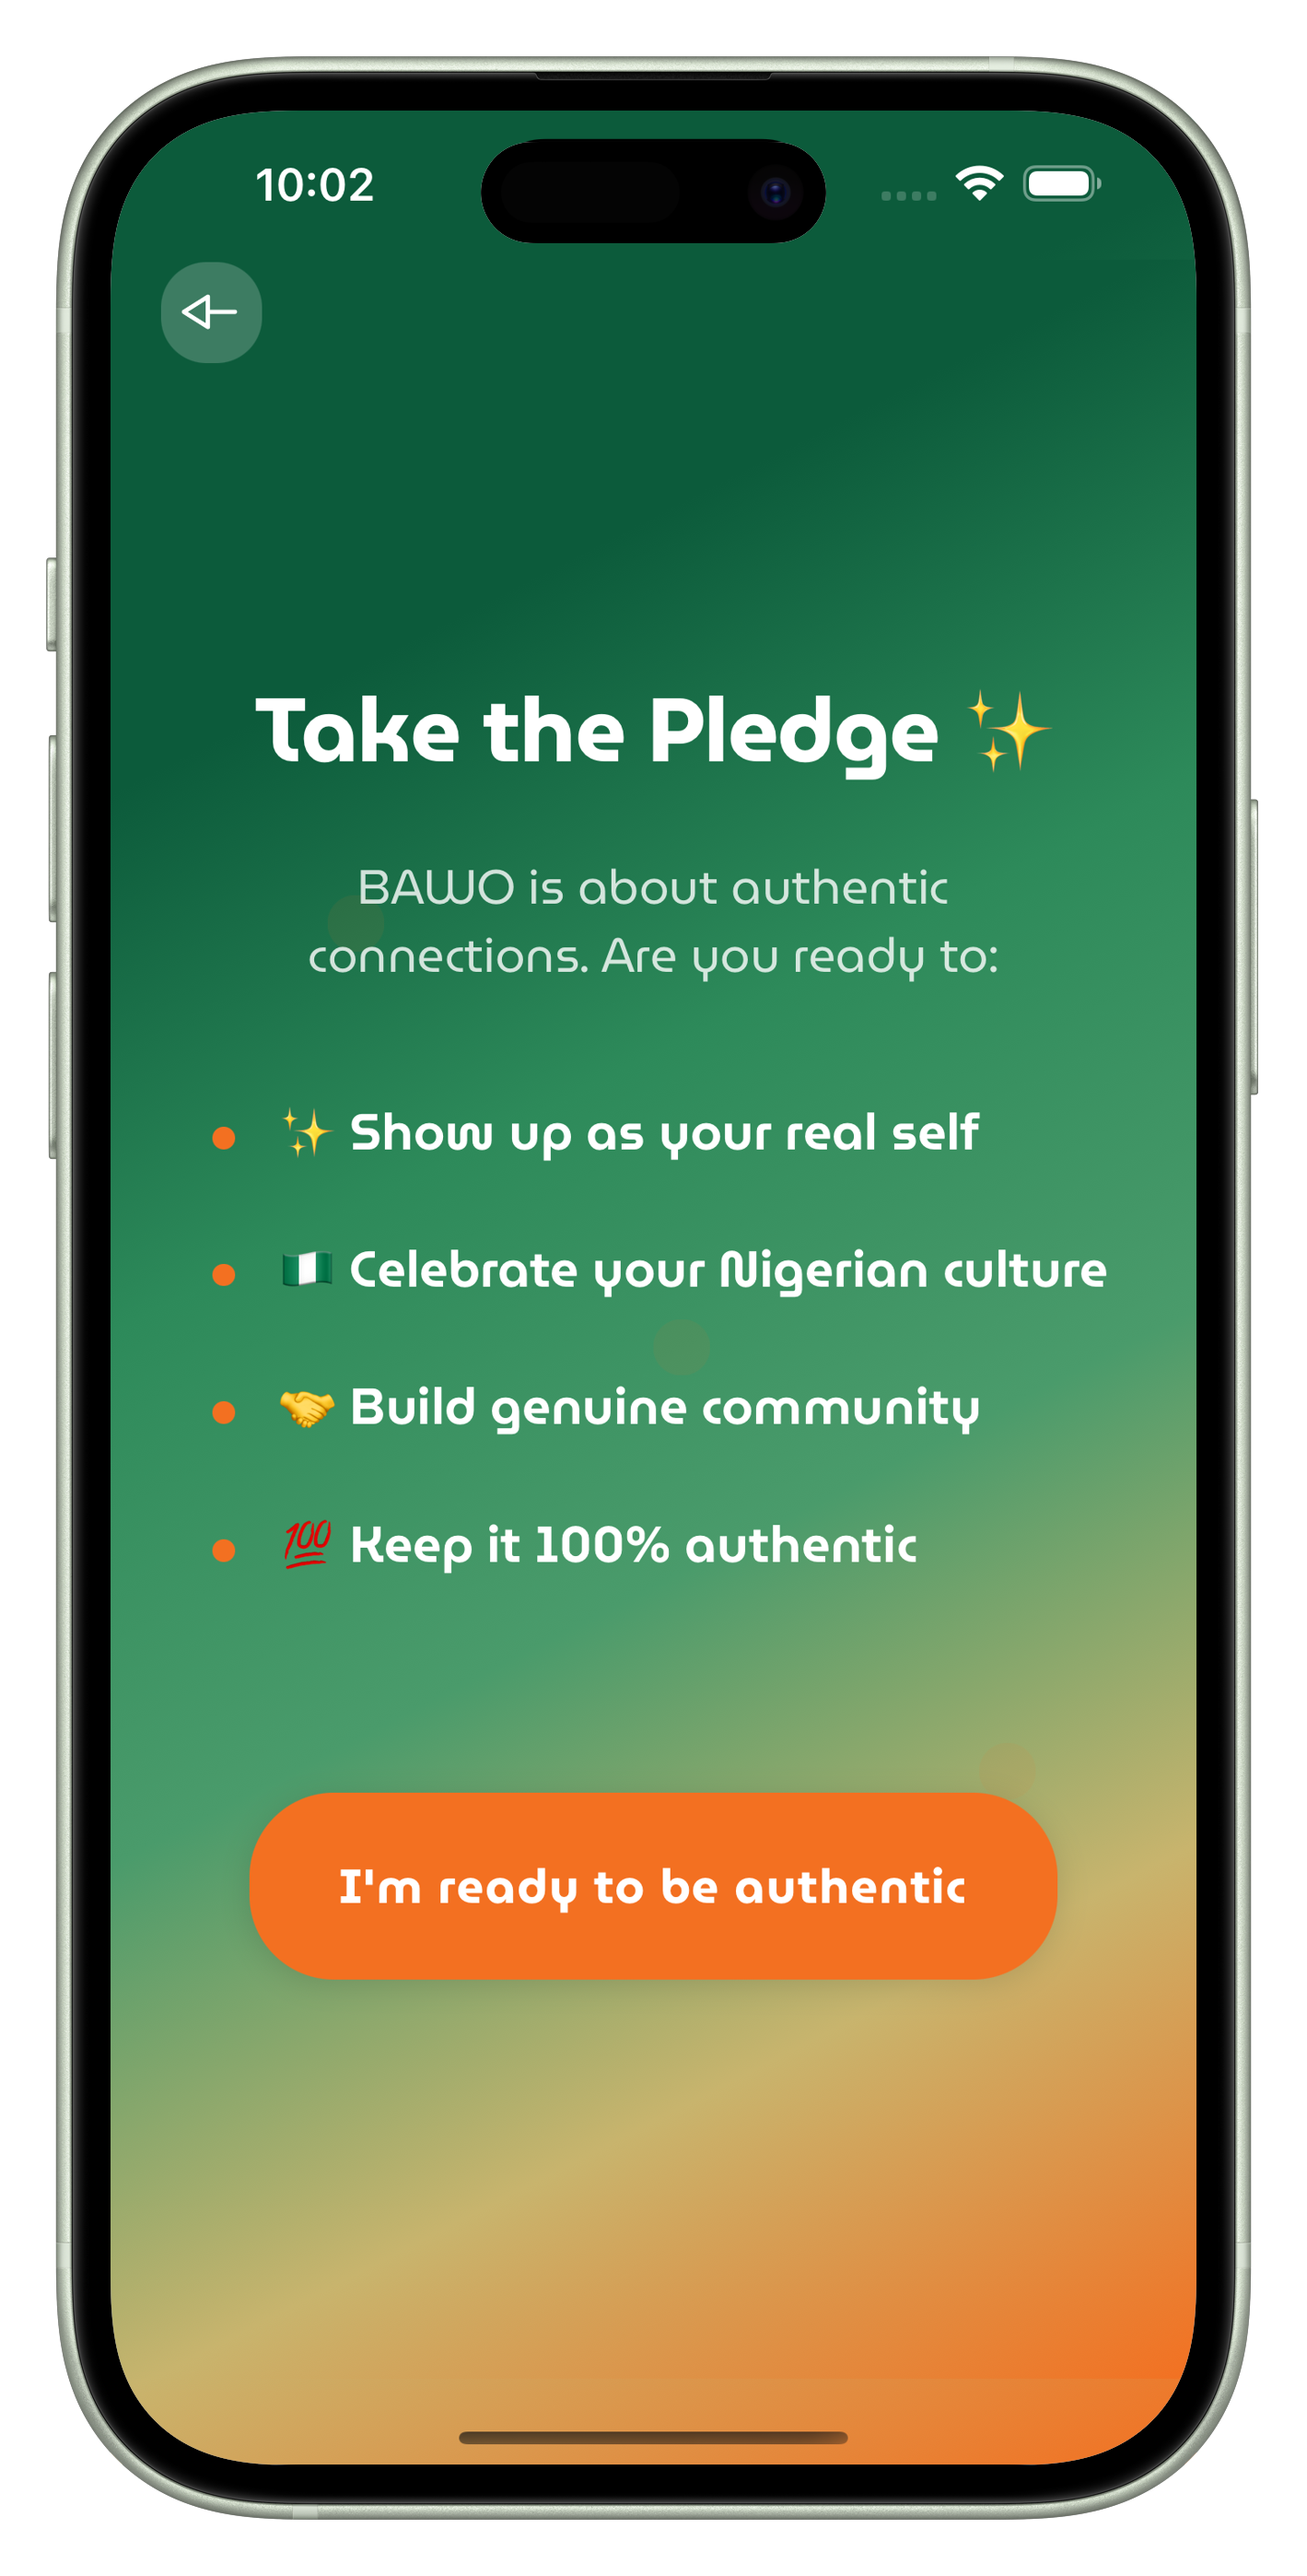 10:02
Take the Pledge ✨
BAWO is about authentic
connections. Are you ready to:
✨ Show up as your real self
🇳🇬 Celebrate your Nigerian culture
🤝 Build genuine community
💯 Keep it 100% authentic
I'm ready to be authentic